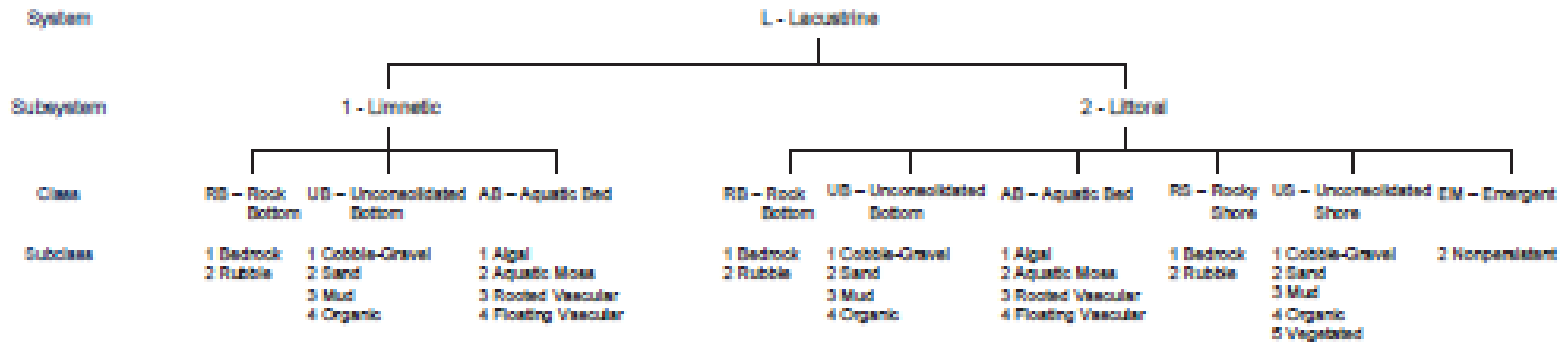 System L - Lacustrine
Subsystem 1 - Limnetic 2 - Littoral
Class RB – Rock Bottom UB – Unconsolidated Bottom AB – Aquatic Bed RB – Rock Bottom UB – Unconsolidated Bottom AB – Aquatic Bed RS – Rocky Shore US – Unconsolidated Shore EM – Emergent
Subclass 1 Bedrock 1 Cobble-Gravel 1 Algal 1 Bedrock 1 Cobble-Gravel 1 Algal 1 Bedrock 1 Cobble-Gravel 2 Nonpersistent
2 Rubble 2 Sand 2 Aquatic Moss 2 Rubble 2 Sand 2 Aquatic Moss 2 Rubble 2 Sand
3 Mud 3 Rooted Vascular 3 Mud 3 Rooted Vascular 3 Mud
4 Organic 4 Floating Vascular 4 Organic 4 Floating Vascular 4 Organic
5 Vegetated